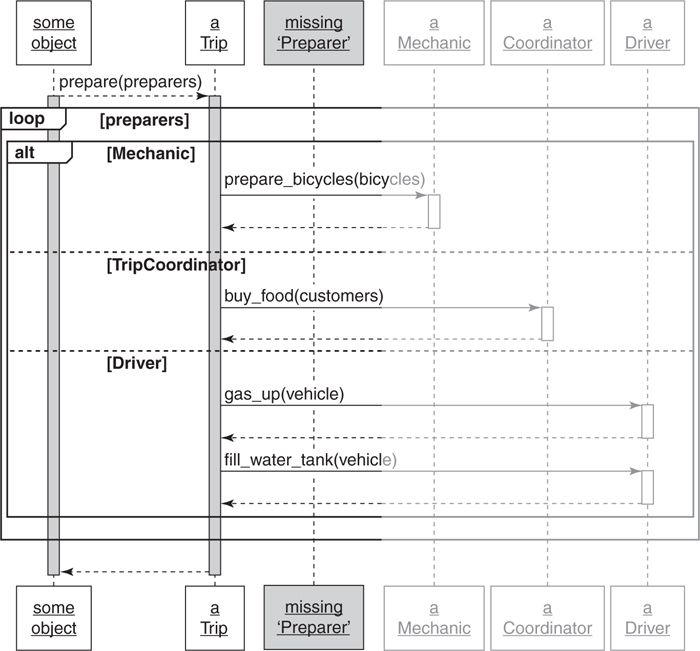 some
object
a
Trip
missing
‘Preparer’
a
Mechanic
a
Coordinator
a
Driver
prepare(preparers)
loop
[preparers]
alt
[Mechanic]
prepare_bicycles(bicycles)
[TripCoordinator]
buy_food(customers)
[Driver]
gas_up(vehicle)
fill_water_tank(vehicle)
some
object
a
Trip
missing
‘Preparer’
a
Mechanic
a
Coordinator
a
Driver